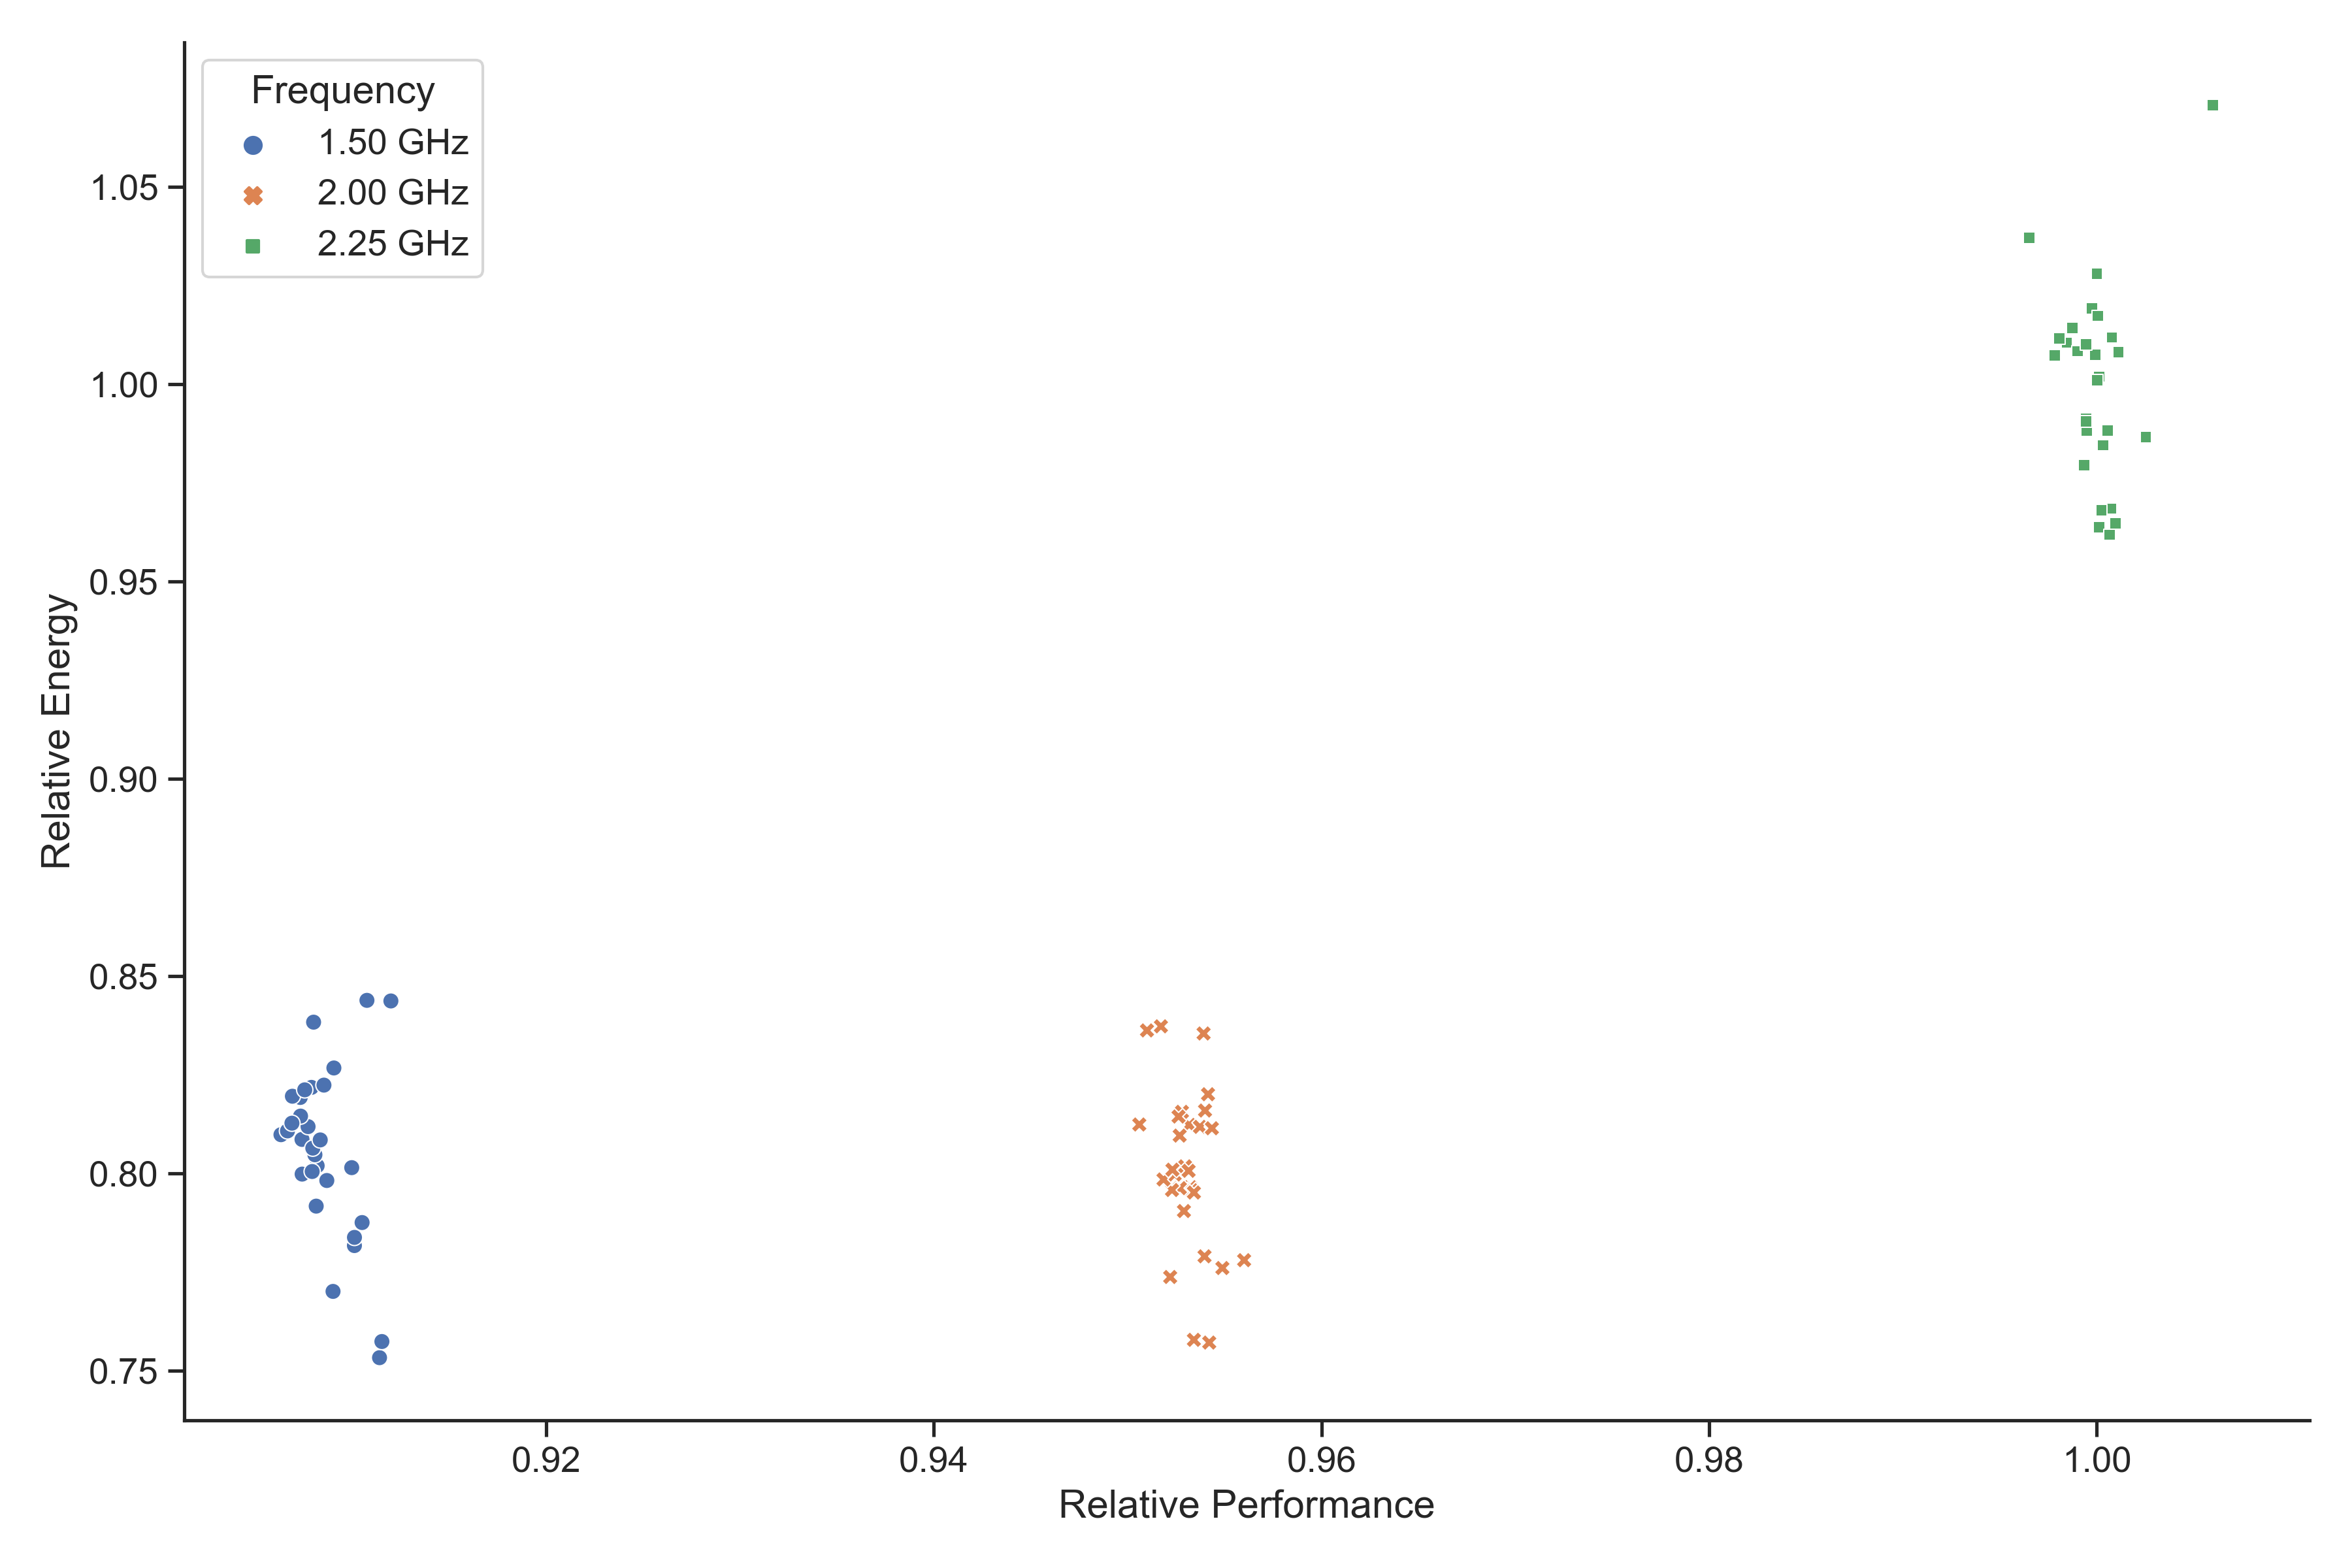 Frequency
1.50 GHz
2.00 GHz
2.25 GHz
1.05
1.00
0.95
0.90
0.85
0.80
0.75
Relative Energy
0.92
0.94
0.96
0.98
1.00
Relative Performance